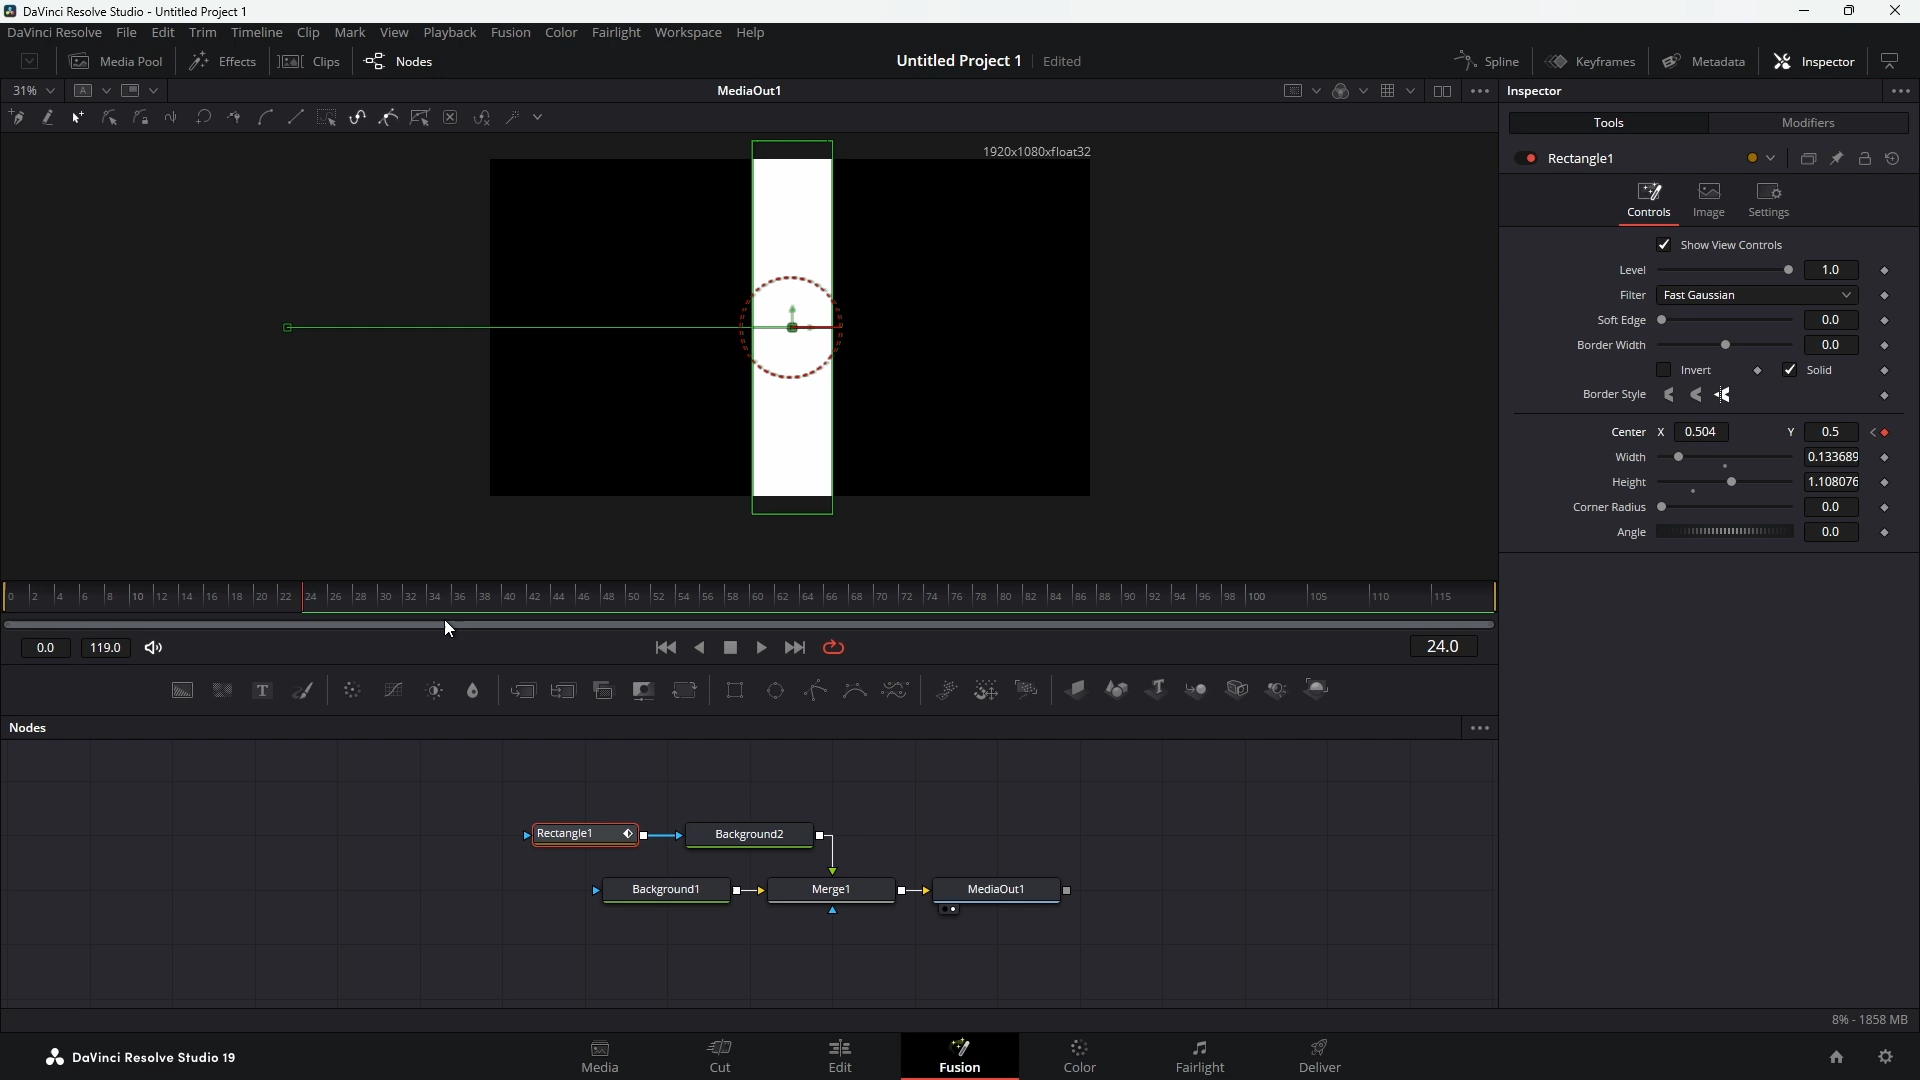 DaVinci Resolve Studio - Untitled Project 1
DaVinci Resolve File Edit Trim Timeline Clip Mark View Playback Fusion Color Fairlight Workspace Help
Media Pool Effects Clips Nodes Untitled Project 1 Edited Spline Keyframes Metadata Inspector
31% A MediaOut1 Inspector
Tools Modifiers
1920x1080xfloat32
Rectangle1
Controls Image Settings
Show View Controls
Level 1.0
Filter Fast Gaussian
Soft Edge 0.0
Border Width 0.0
Invert Solid
Border Style
Center X 0.504 Y 0.5
Width 0.133689
Height 1.108076
Corner Radius 0.0
Angle 0.0
0 2 4 6 8 10 12 14 16 18 20 22 24 26 28 30 32 34 36 38 40 42 44 46 48 50 52 54 56 58 60 62 64 66 68 70 72 74 76 78 80 82 84 86 88 90 92 94 96 98 100 105 110 115
0.0 119.0 24.0
T
Nodes
Rectangle1 Background2
Background1 Merge1 MediaOut1
8% - 1858 MB
DaVinci Resolve Studio 19 Media Cut Edit Fusion Color Fairlight Deliver